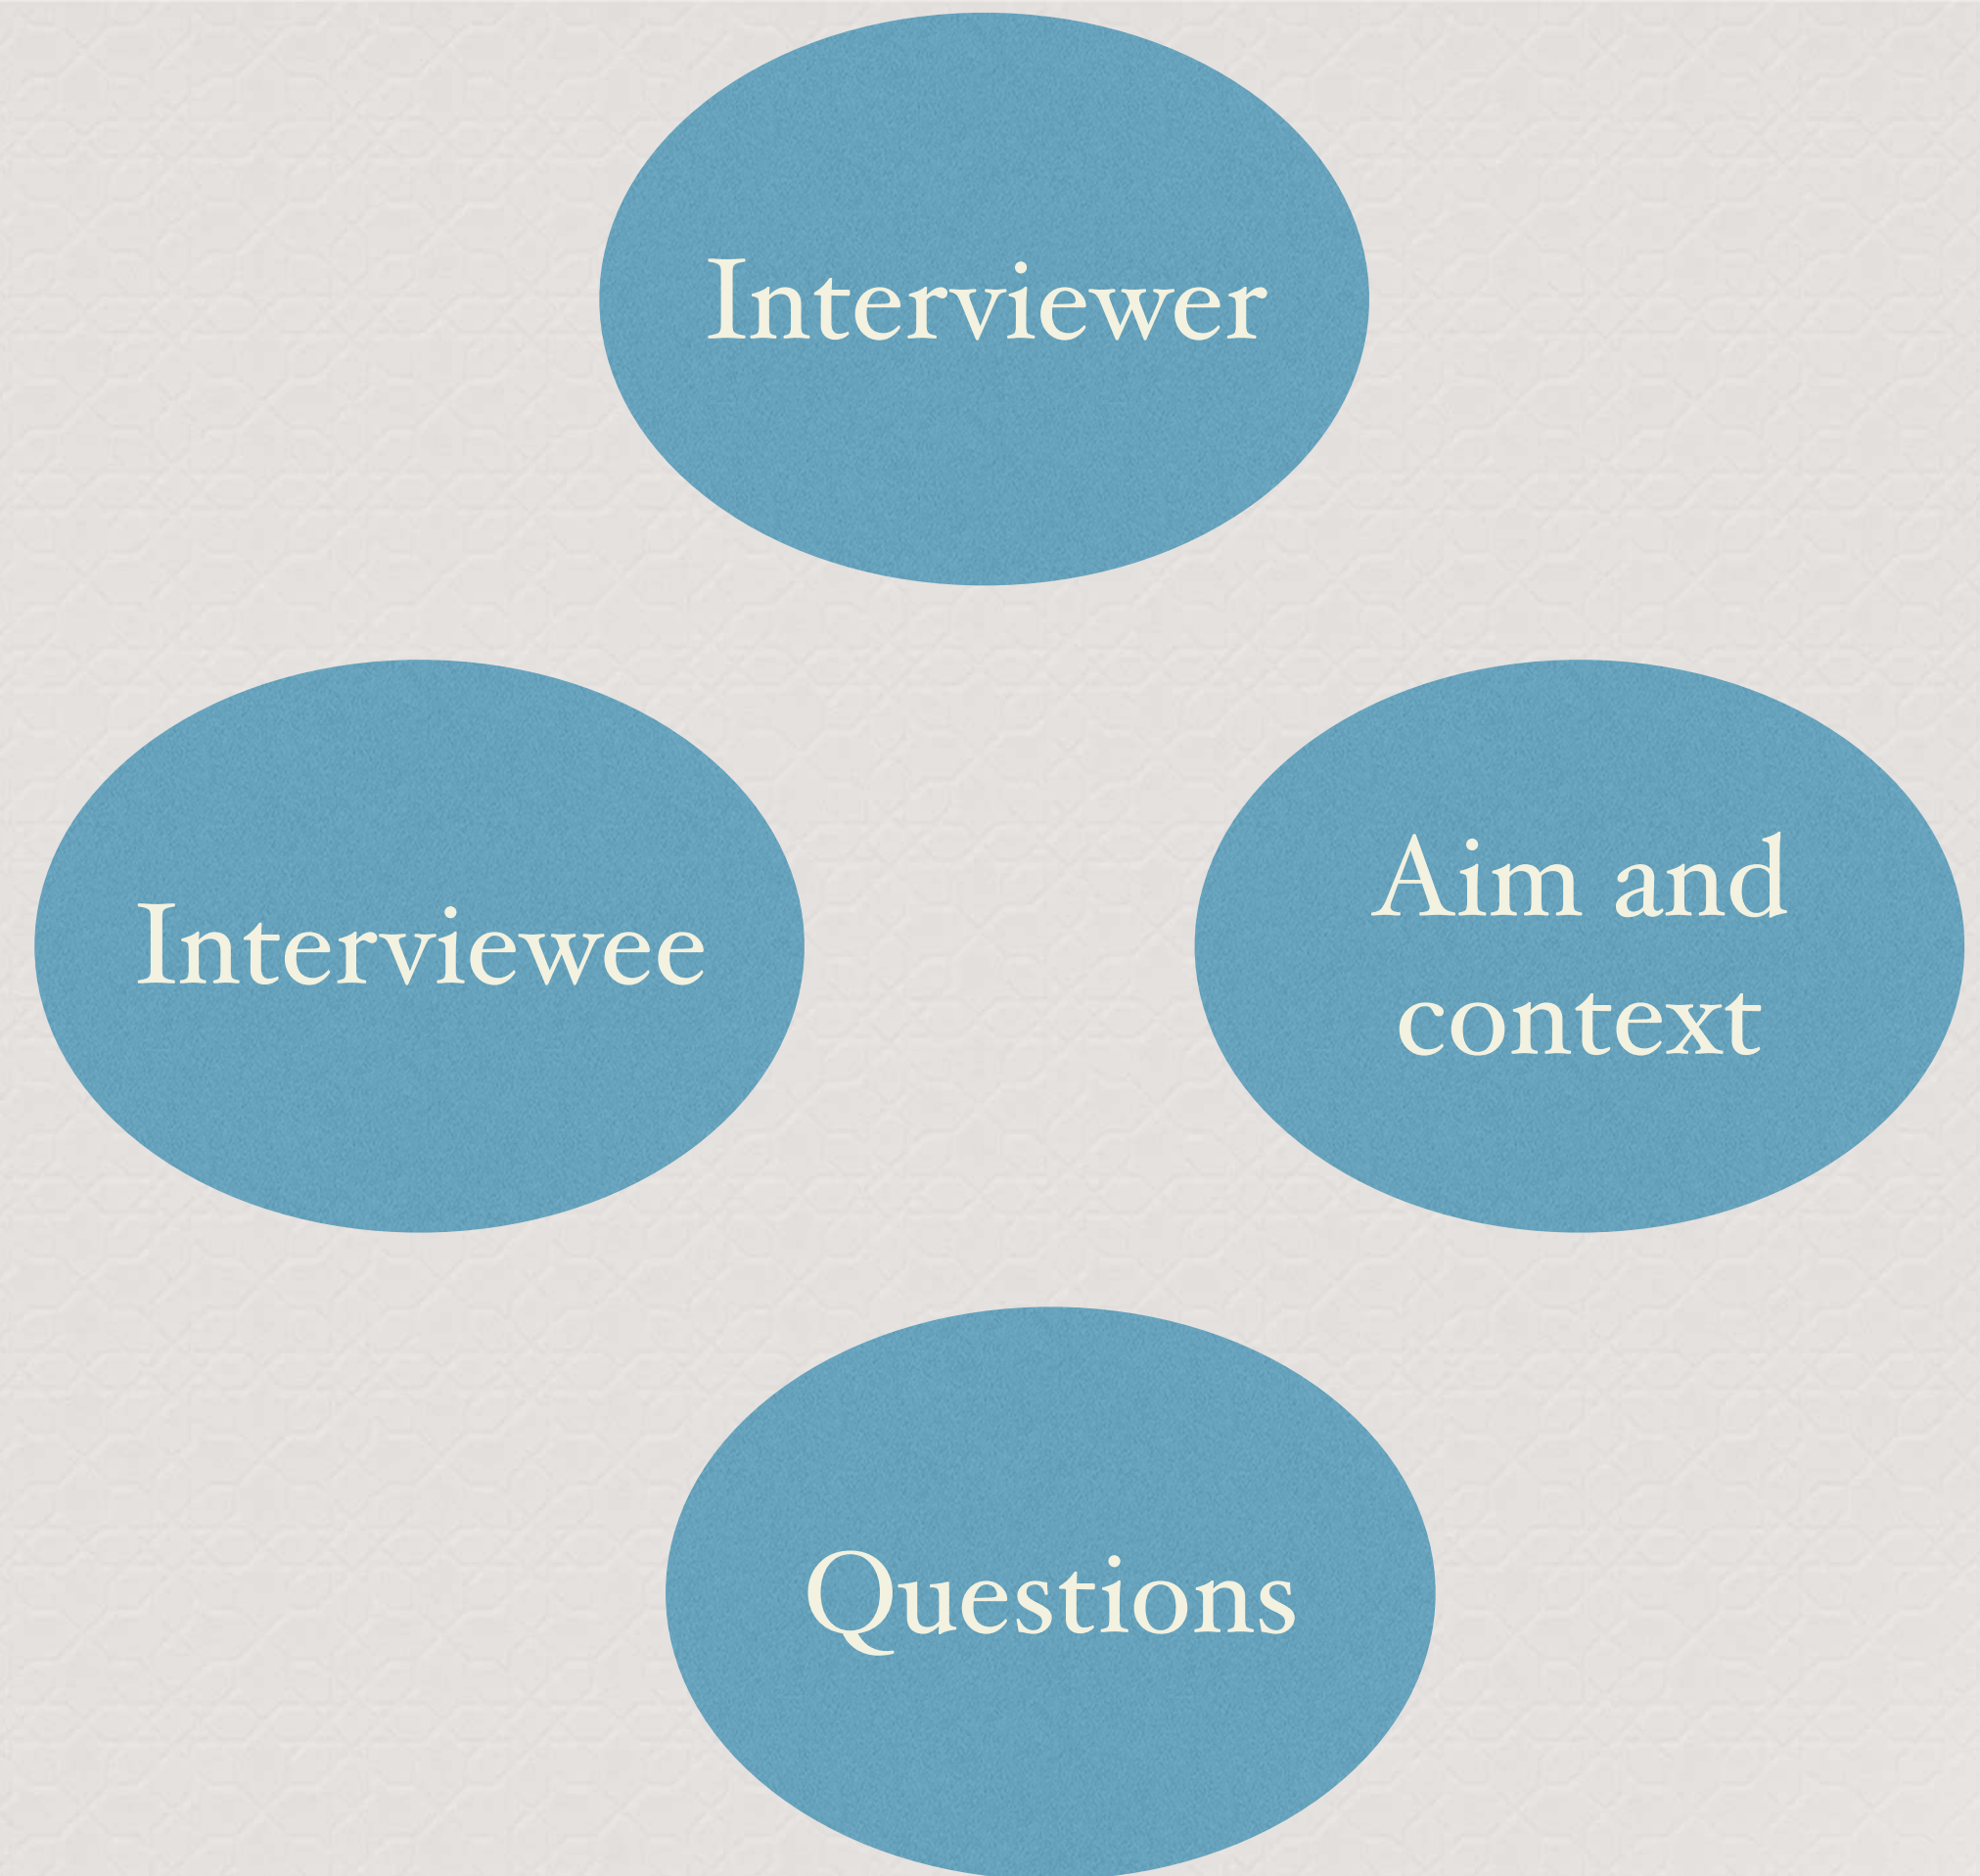 Interviewer
Interviewee
Aim and
context
Questions